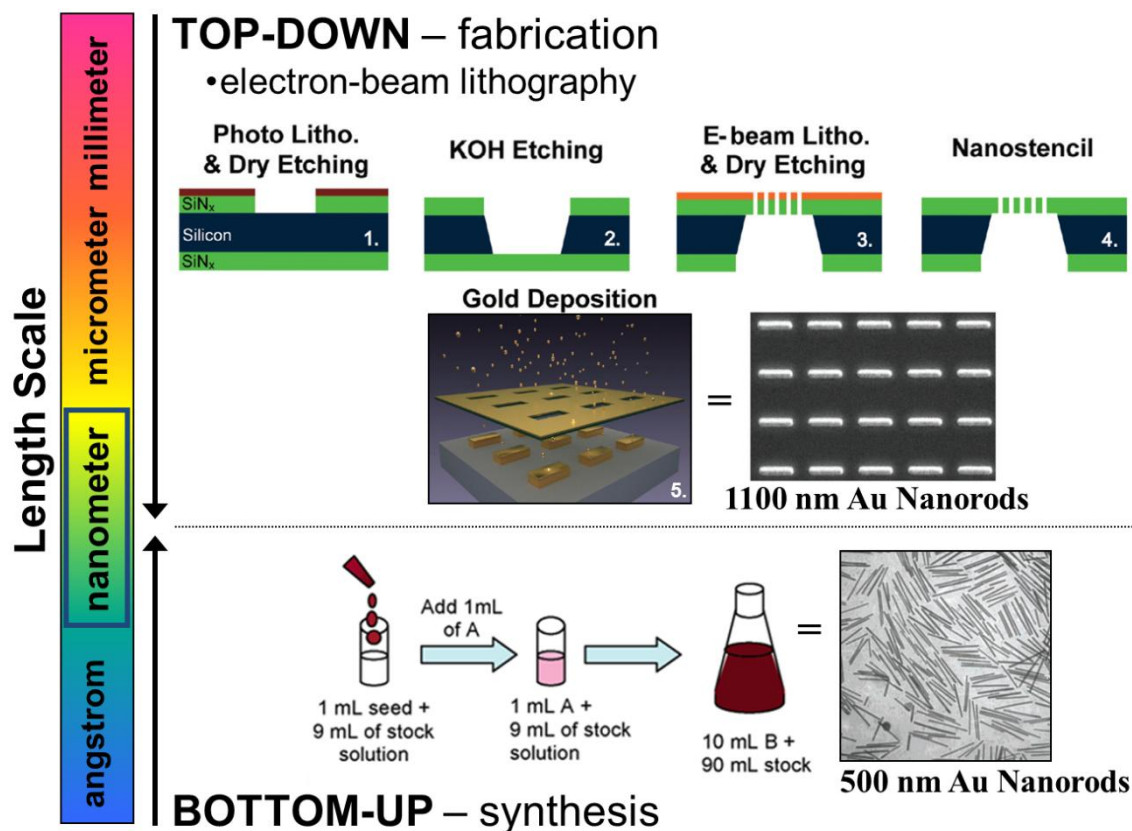 TOP-DOWN – fabrication
•electron-beam lithography
Photo Litho.
& Dry Etching
KOH Etching
E-beam Litho.
& Dry Etching
Nanostencil
SiNₓ
Silicon
SiNₓ
1.
2.
3.
4.
Gold Deposition
5.
=
1100 nm Au Nanorods
Length Scale
millimeter
micrometer
nanometer
angstrom
Add 1mL
of A
1 mL seed +
9 mL of stock
solution
1 mL A +
9 mL of stock
solution
10 mL B +
90 mL stock
=
500 nm Au Nanorods
BOTTOM-UP – synthesis